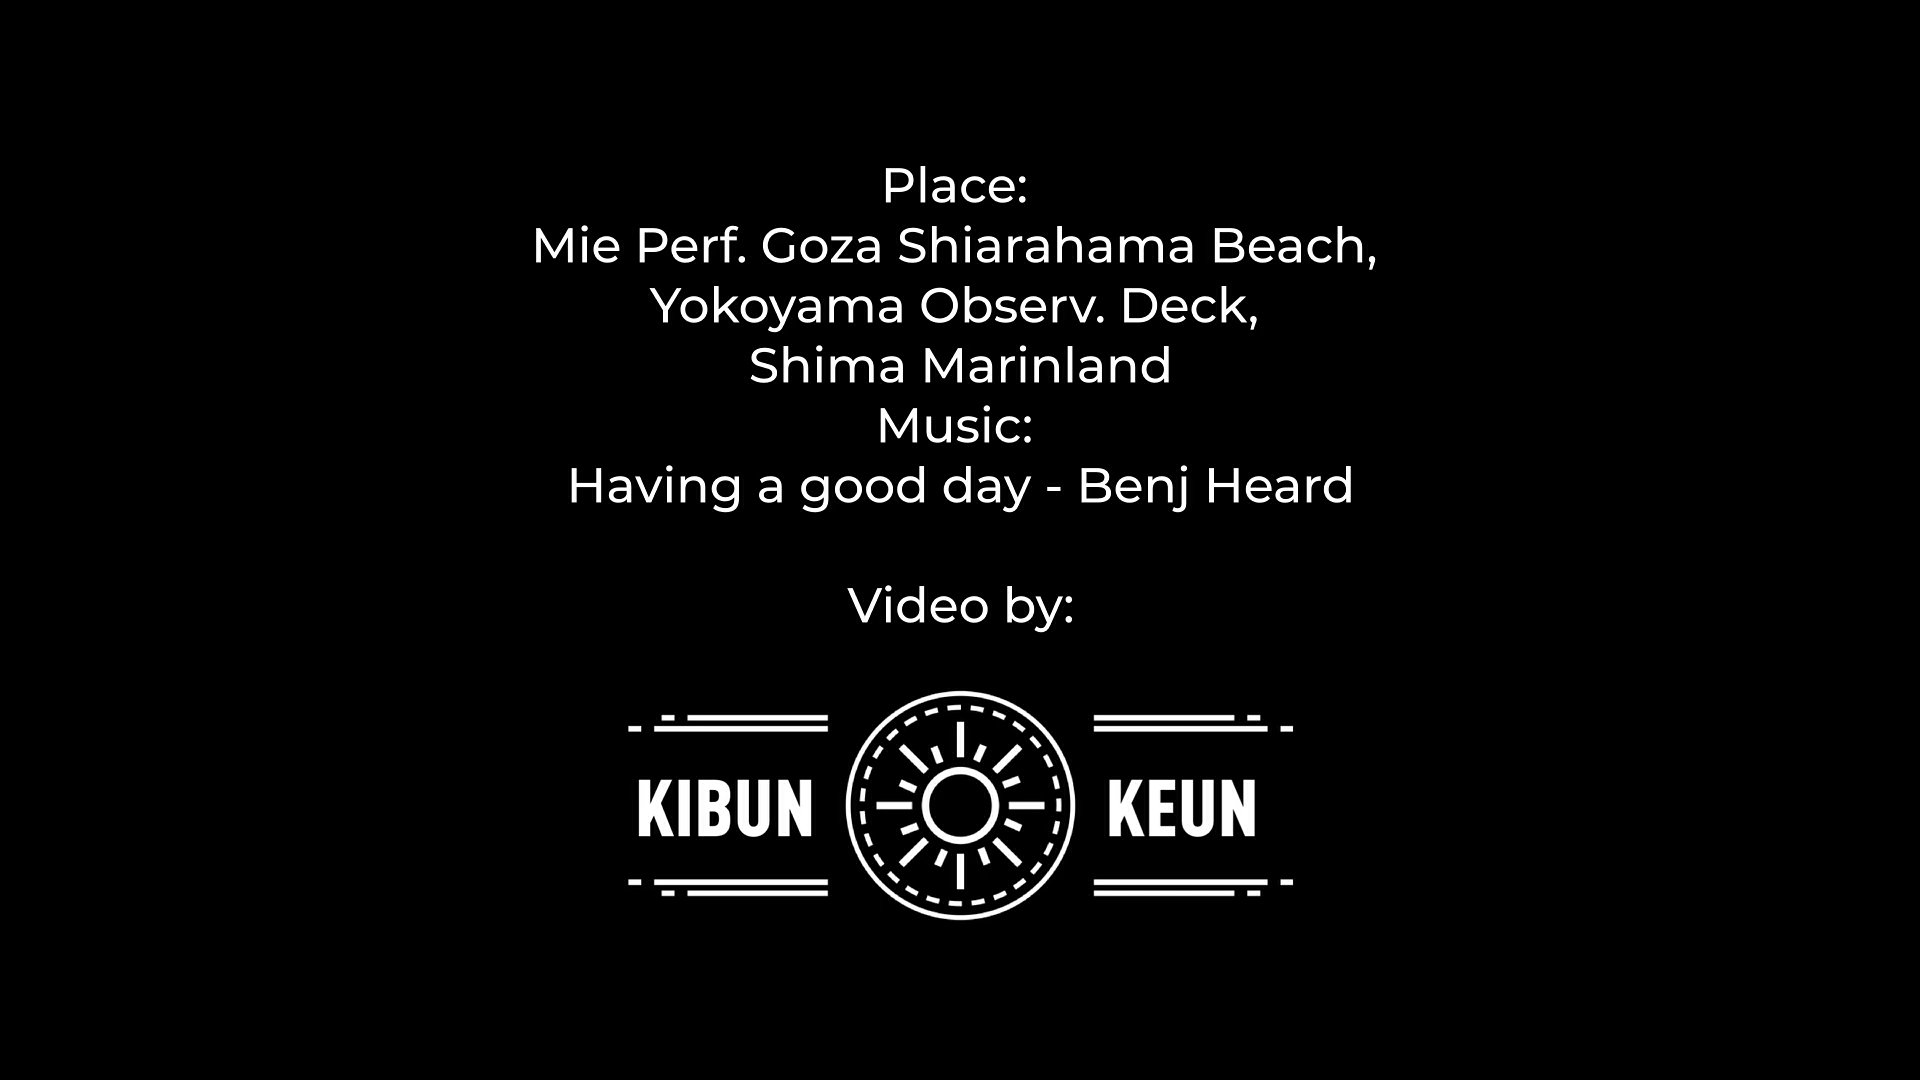 Place:
Mie Perf. Goza Shiarahama Beach,
Yokoyama Observ. Deck,
Shima Marinland
Music:
Having a good day - Benj Heard
Video by:
KIBUN KEUN